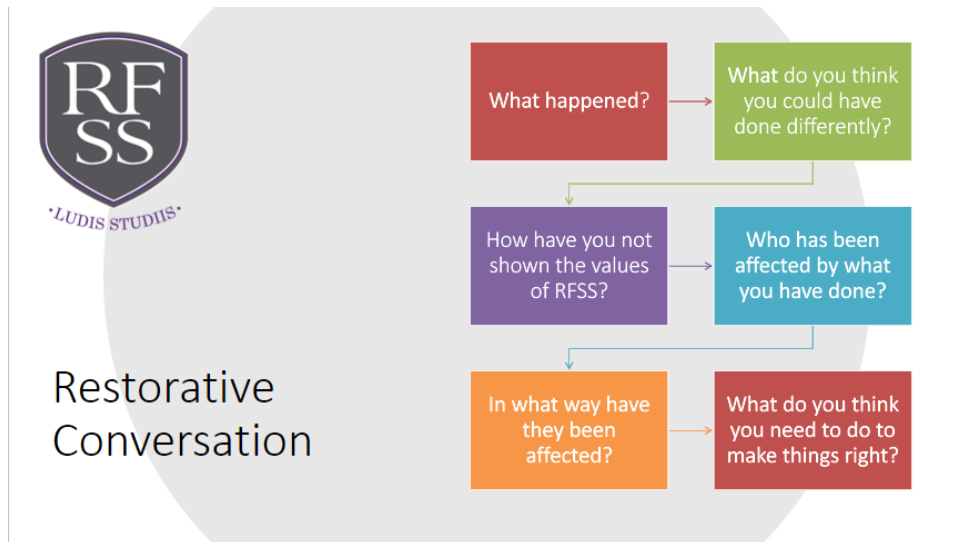 RF
SS
·LUDIS STUDIIS·
Restorative
Conversation
What happened?
What do you think
you could have
done differently?
How have you not
shown the values
of RFSS?
Who has been
affected by what
you have done?
In what way have
they been
affected?
What do you think
you need to do to
make things right?